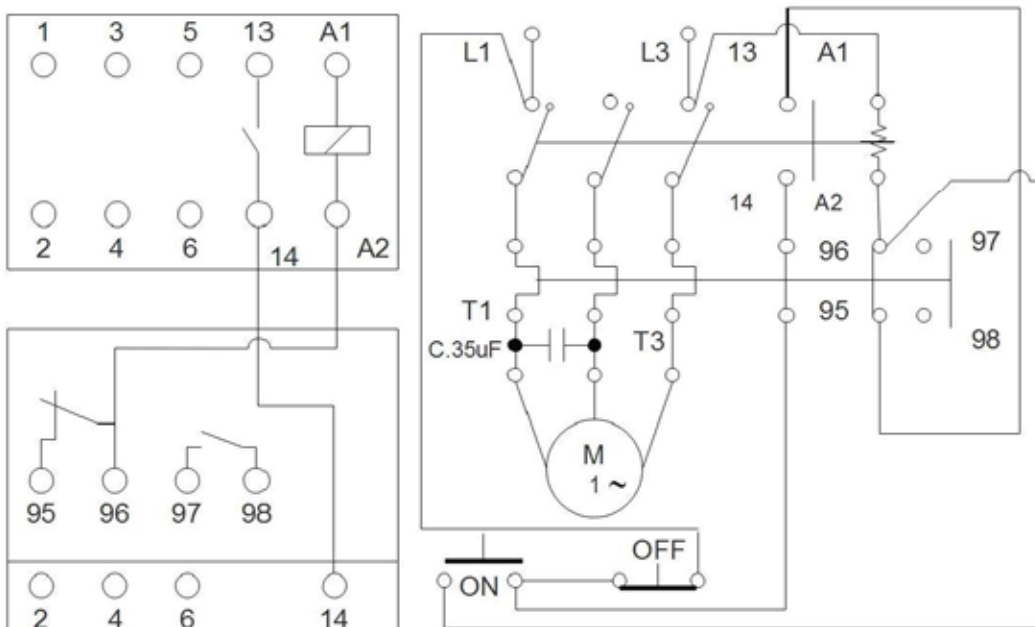 1 3 5 13 A1
2 4 6 14 A2
95 96 97 98
2 4 6 14
L1 L3 13 A1
14 A2
96 97
95 98
T1 T3
C.35uF
M
1 ~
ON OFF